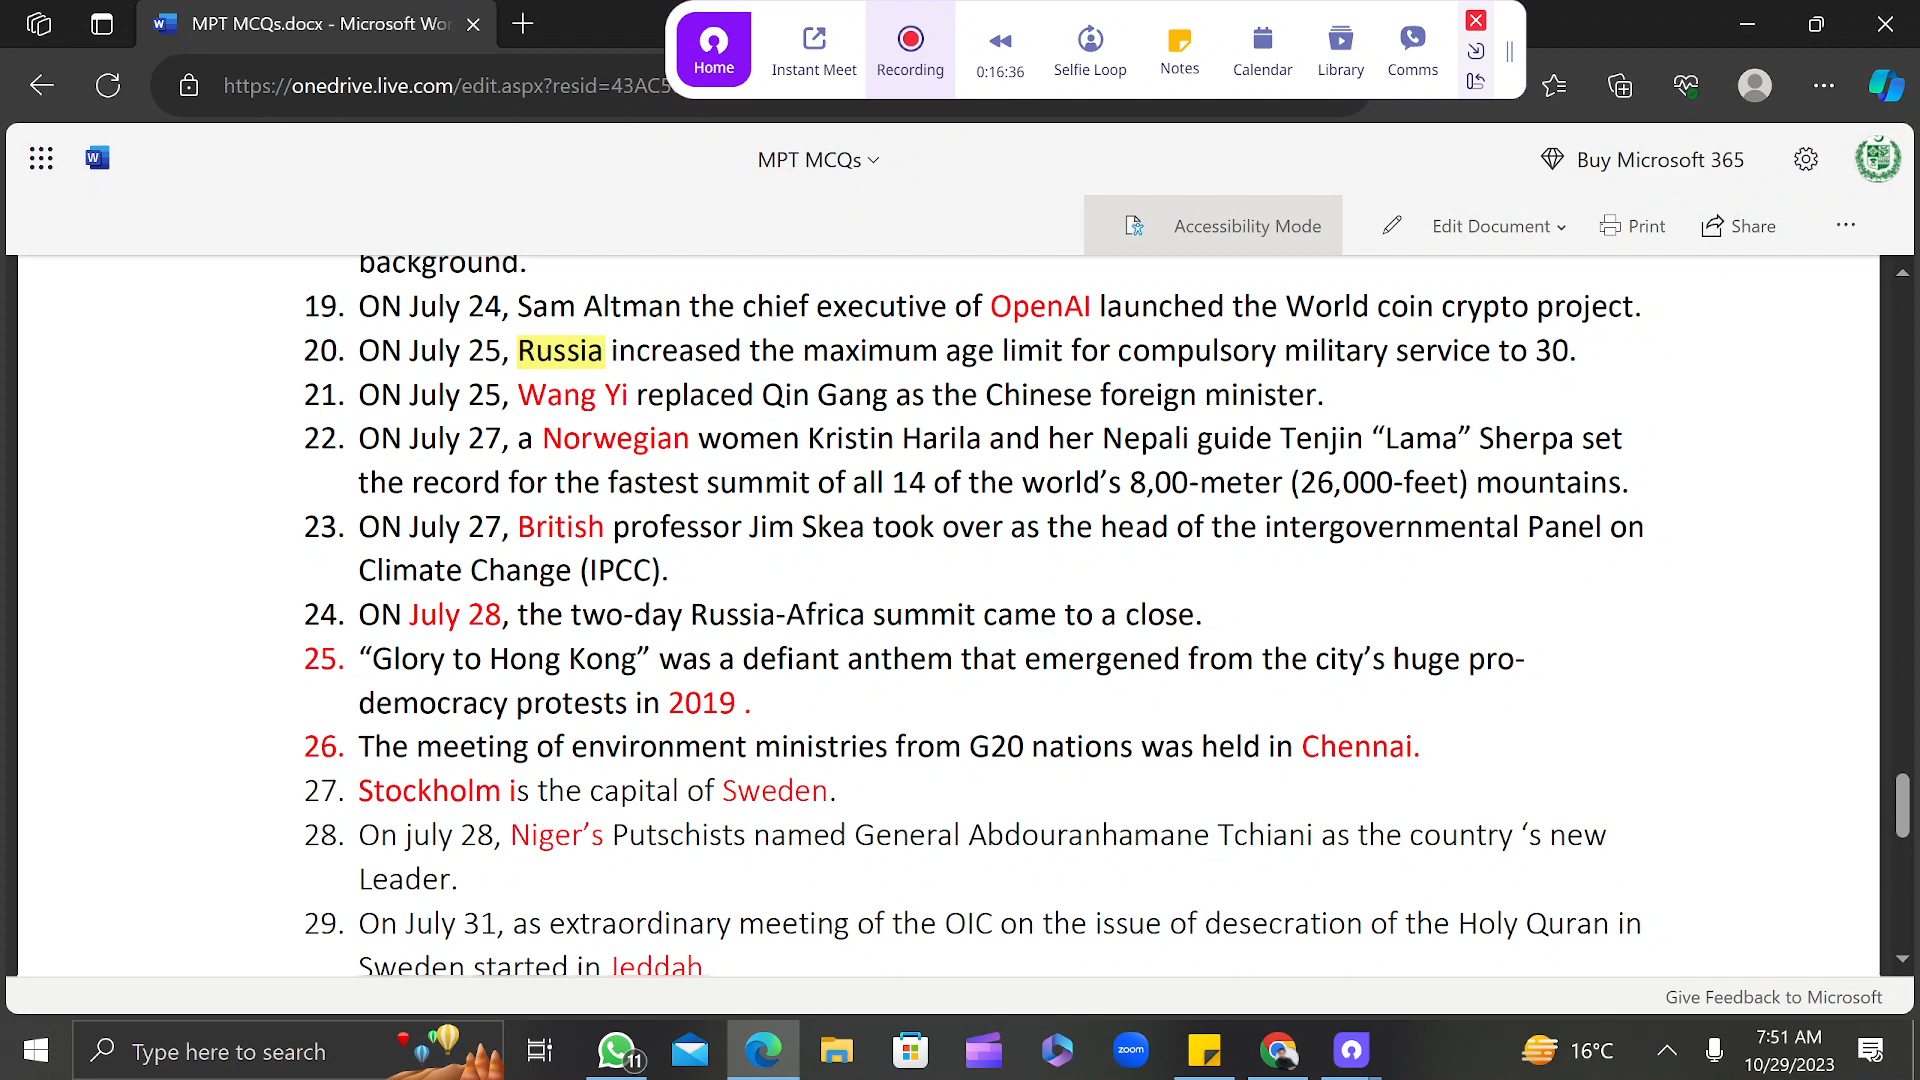 MPT MCQs.docx - Microsoft Wor
Home
Instant Meet
Recording
0:16:36
Selfie Loop
Notes
Calendar
Library
Comms
https://onedrive.live.com/edit.aspx?resid=43AC5
W
MPT MCQs
Buy Microsoft 365
Accessibility Mode
Edit Document
Print
Share
background.
19. ON July 24, Sam Altman the chief executive of OpenAI launched the World coin crypto project.
20. ON July 25, Russia increased the maximum age limit for compulsory military service to 30.
21. ON July 25, Wang Yi replaced Qin Gang as the Chinese foreign minister.
22. ON July 27, a Norwegian women Kristin Harila and her Nepali guide Tenjin “Lama” Sherpa set
the record for the fastest summit of all 14 of the world’s 8,00-meter (26,000-feet) mountains.
23. ON July 27, British professor Jim Skea took over as the head of the intergovernmental Panel on
Climate Change (IPCC).
24. ON July 28, the two-day Russia-Africa summit came to a close.
25. “Glory to Hong Kong” was a defiant anthem that emergened from the city’s huge pro-
democracy protests in 2019 .
26. The meeting of environment ministries from G20 nations was held in Chennai.
27. Stockholm is the capital of Sweden.
28. On july 28, Niger’s Putschists named General Abdouranhamane Tchiani as the country ‘s new
Leader.
29. On July 31, as extraordinary meeting of the OIC on the issue of desecration of the Holy Quran in
Sweden started in Jeddah
Give Feedback to Microsoft
Type here to search
11
zoom
16°C
7:51 AM
10/29/2023